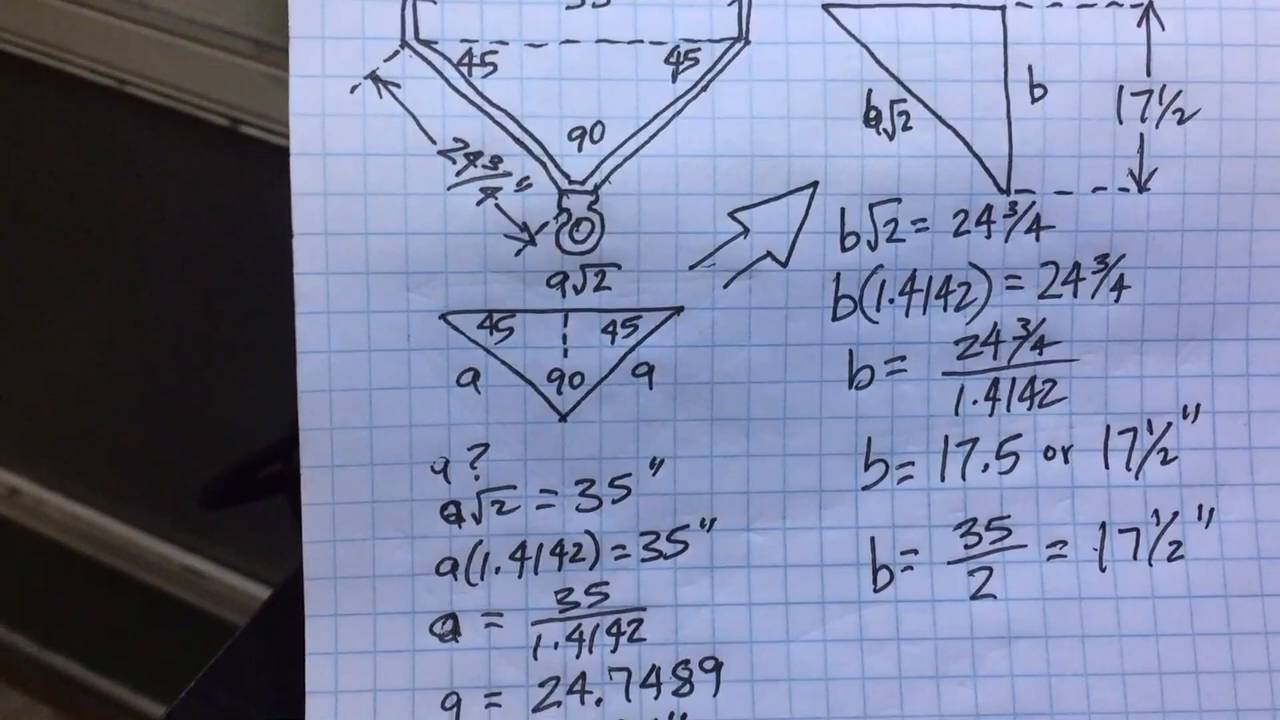 35
45 45
90
24 3/4"
a√2
45 45
a 90 a
a?
a√2 = 35"
a(1.4142) = 35"
a = 35/1.4142
a = 24.7489
b√2 b 17 1/2
b√2 = 24 3/4
b(1.4142) = 24 3/4
b = 24 3/4 / 1.4142
b = 17.5 or 17 1/2"
b = 35/2 = 17 1/2"